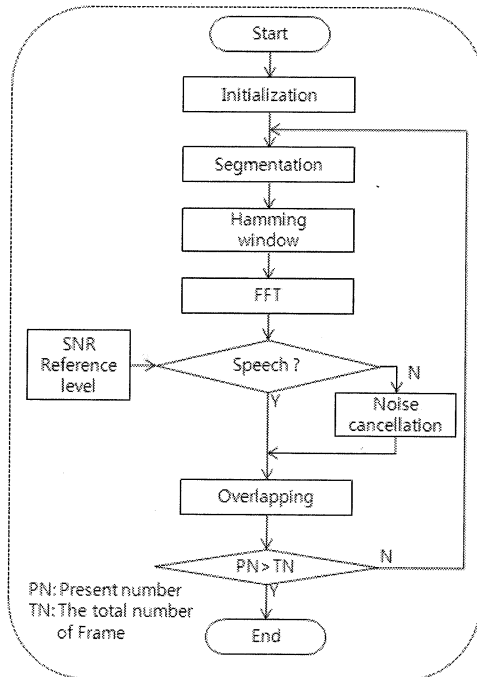 Start
Initialization
Segmentation
Hamming
window
FFT
SNR
Reference
level
Speech ?
N
Y
Noise
cancellation
Overlapping
PN>TN
N
Y
PN: Present number
TN: The total number
of Frame
End